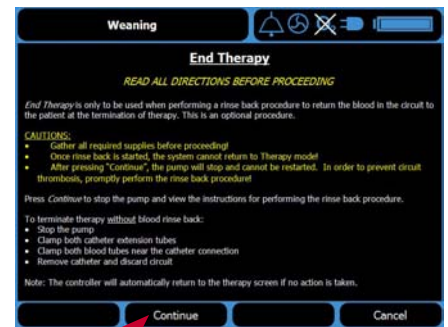 Weaning
End Therapy
READ ALL DIRECTIONS BEFORE PROCEEDING
End Therapy is only to be used when performing a rinse back procedure to return the blood in the circuit to
the patient at the termination of therapy. This is an optional procedure.
CAUTIONS:
• Gather all required supplies before proceeding!
• Once rinse back is started, the system cannot return to Therapy mode!
• After pressing "Continue", the pump will stop and cannot be restarted. In order to prevent circuit
thrombosis, promptly perform the rinse back procedure!
Press Continue to stop the pump and view the instructions for performing the rinse back procedure.
To terminate therapy without blood rinse back:
• Stop the pump
• Clamp both catheter extension tubes
• Clamp both blood tubes near the catheter connection
• Remove catheter and discard circuit
Note: The controller will automatically return to the therapy screen if no action is taken.
Continue
Cancel